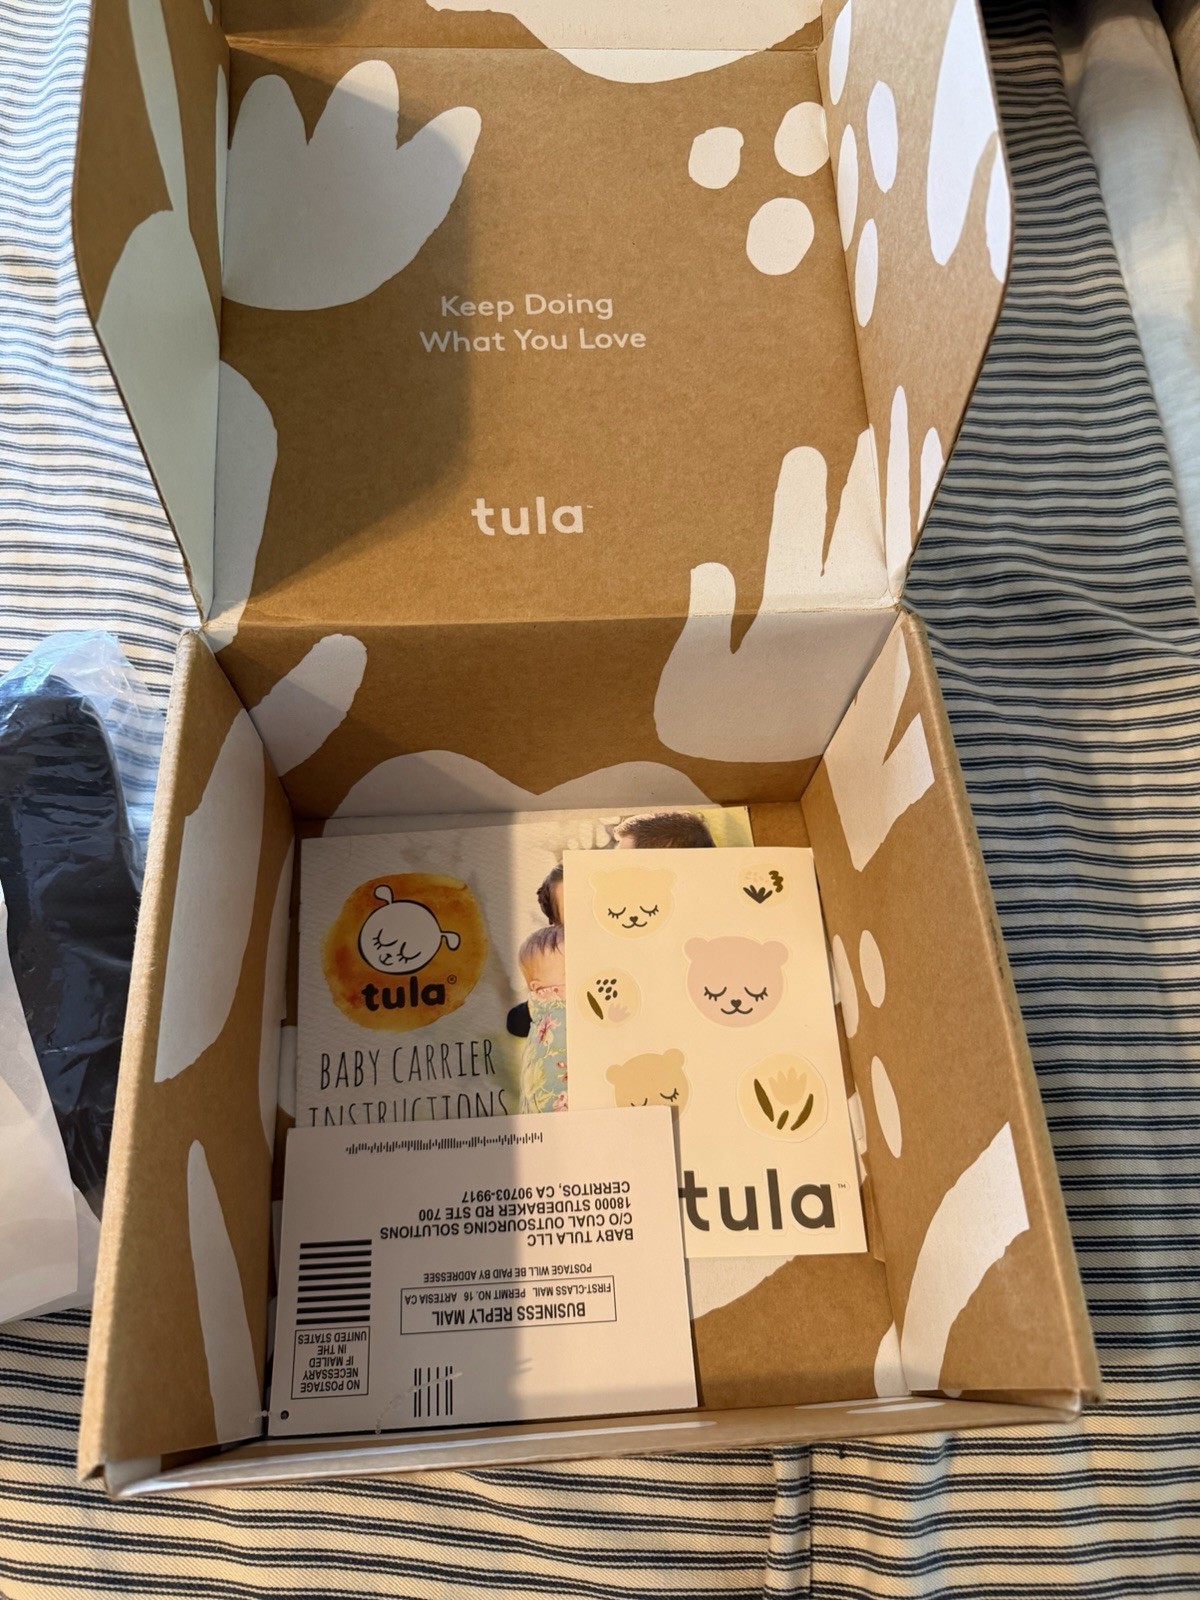 Keep Doing
What You Love
tula™
tula®
BABY CARRIER
INSTRUCTIONS
tula™
NO POSTAGE
NECESSARY
IF MAILED
IN THE
UNITED STATES
BUSINESS REPLY MAIL
FIRST-CLASS MAIL PERMIT NO. 16 ARTESIA CA
POSTAGE WILL BE PAID BY ADDRESSEE
BABY TULA LLC
C/O CUAL OUTSOURCING SOLUTIONS
18000 STUDEBAKER RD STE 700
CERRITOS, CA 90703-9917